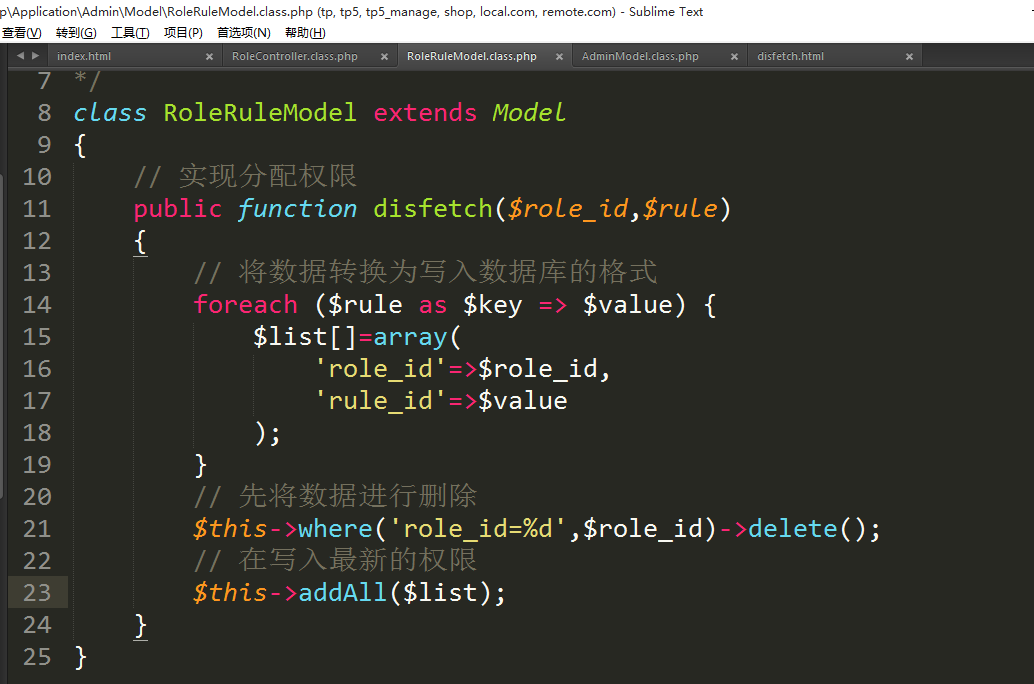 p\Application\Admin\Model\RoleRuleModel.class.php (tp, tp5, tp5_manage, shop, local.com, remote.com) - Sublime Text
查看(V) 转到(G) 工具(T) 项目(P) 首选项(N) 帮助(H)
index.html × RoleController.class.php × RoleRuleModel.class.php × AdminModel.class.php × disfetch.html ×
7 */
8 class RoleRuleModel extends Model
9 {
10 // 实现分配权限
11 public function disfetch($role_id,$rule)
12 {
13 // 将数据转换为写入数据库的格式
14 foreach ($rule as $key => $value) {
15 $list[]=array(
16 'role_id'=>$role_id,
17 'rule_id'=>$value
18 );
19 }
20 // 先将数据进行删除
21 $this->where('role_id=%d',$role_id)->delete();
22 // 在写入最新的权限
23 $this->addAll($list);
24 }
25 }